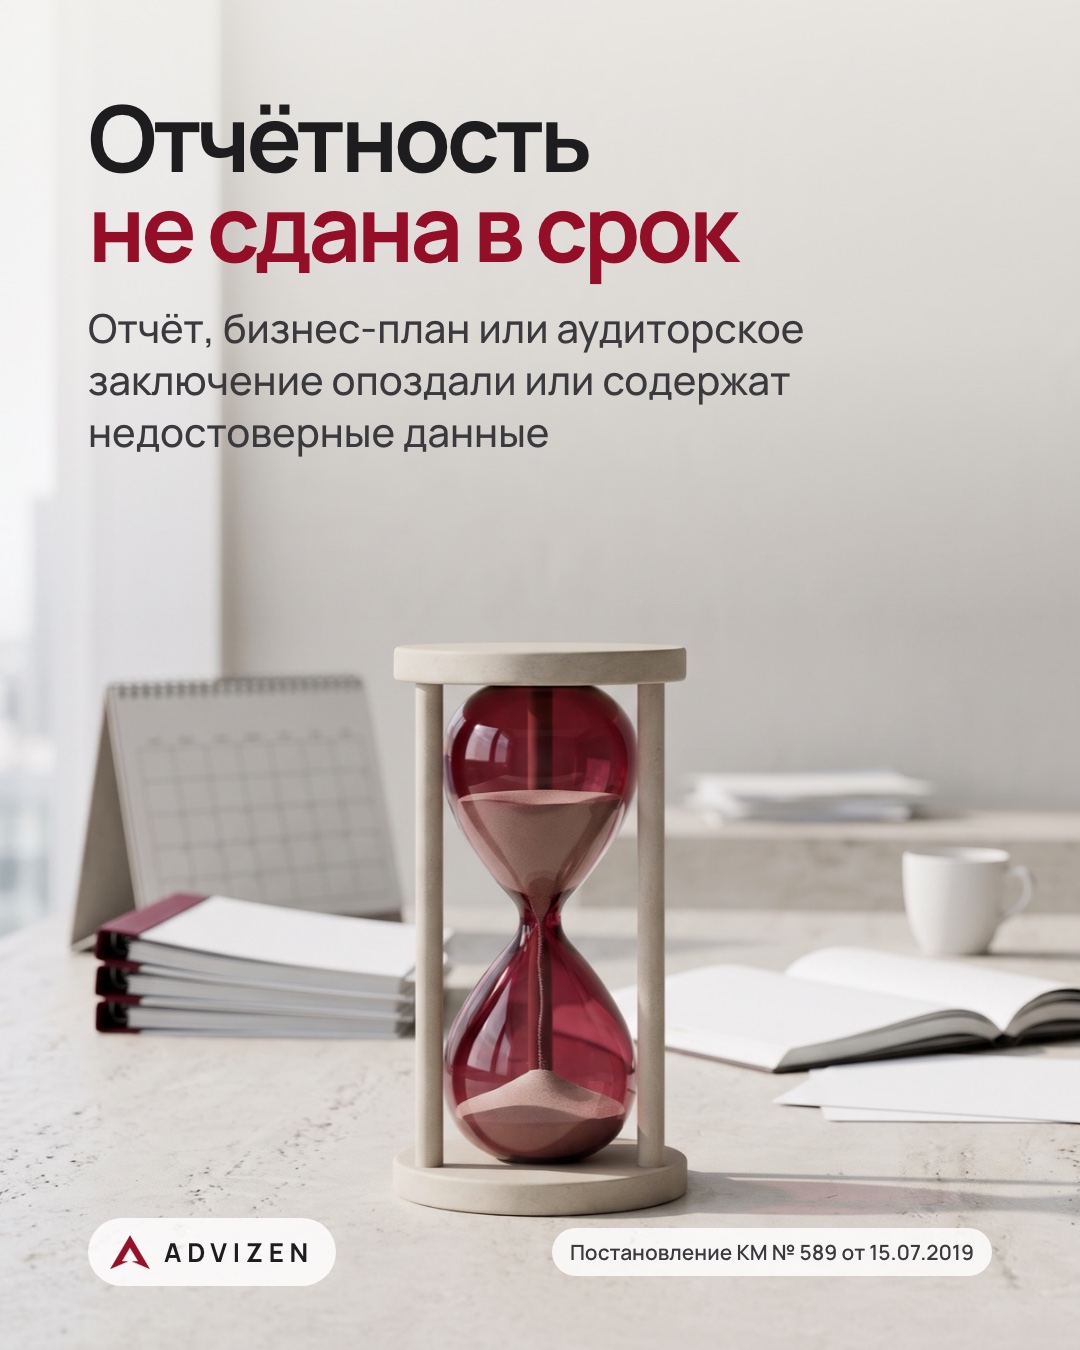 Отчётность
не сдана в срок
Отчёт, бизнес-план или аудиторское
заключение опоздали или содержат
недостоверные данные
ADVIZEN
Постановление КМ № 589 от 15.07.2019